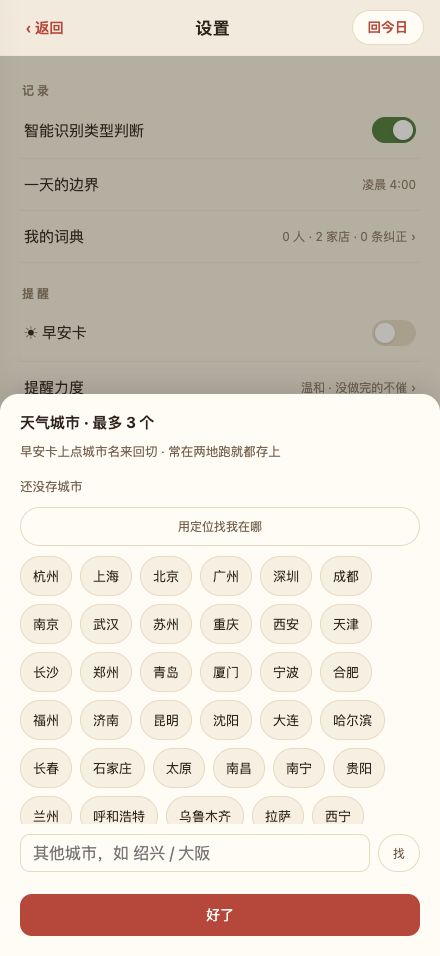 ‹ 返回 设置 回今日
记录
智能识别类型判断
一天的边界 凌晨 4:00
我的词典 0 人 · 2 家店 · 0 条纠正 ›
提醒
☀ 早安卡
提醒力度 温和 · 没做完的不催 ›
天气城市 · 最多 3 个
早安卡上点城市名来回切 · 常在两地跑就都存上
还没存城市
用定位找我在哪
杭州 上海 北京 广州 深圳 成都
南京 武汉 苏州 重庆 西安 天津
长沙 郑州 青岛 厦门 宁波 合肥
福州 济南 昆明 沈阳 大连 哈尔滨
长春 石家庄 太原 南昌 南宁 贵阳
兰州 呼和浩特 乌鲁木齐 拉萨 西宁
其他城市，如 绍兴 / 大阪 找
好了